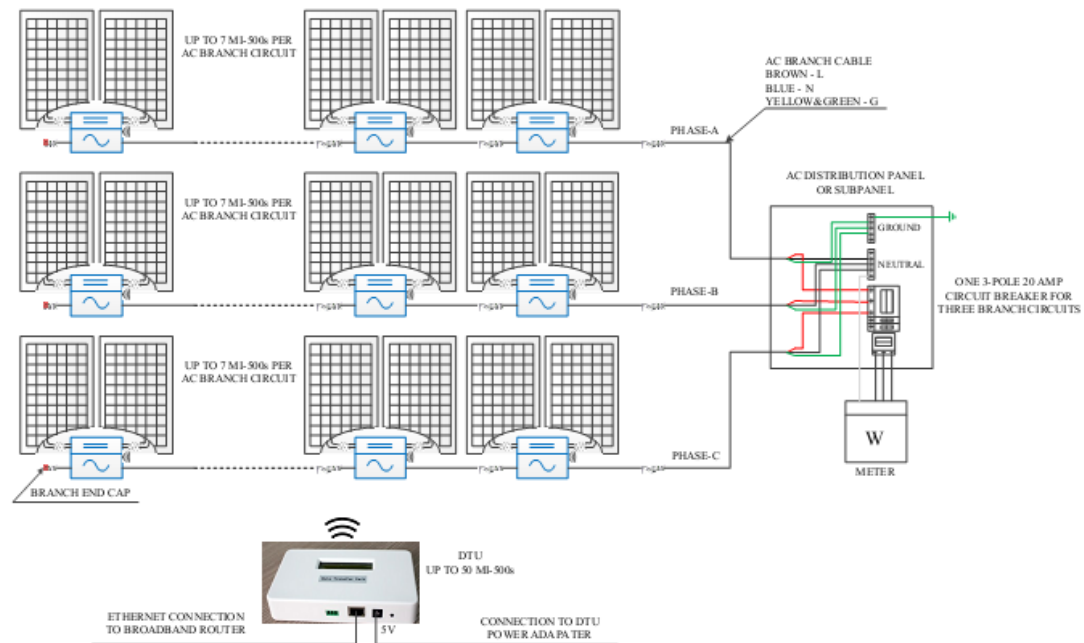 UP TO 7 MI-500s PER
AC BRANCH CIRCUIT
AC BRANCH CABLE
BROWN - L
BLUE - N
YELLOW&GREEN - G
PHASE-A
UP TO 7 MI-500s PER
AC BRANCH CIRCUIT
AC DISTRIBUTION PANEL
OR SUBPANEL
GROUND
NEUTRAL
PHASE-B
ONE 3-POLE 20 AMP
CIRCUIT BREAKER FOR
THREE BRANCH CIRCUITS
UP TO 7 MI-500s PER
AC BRANCH CIRCUIT
W
METER
PHASE-C
BRANCH END CAP
DTU
UP TO 50 MI-500s
Data Transfer Unit
ETHERNET CONNECTION
TO BROADBAND ROUTER
5V
CONNECTION TO DTU
POWER ADAPATER